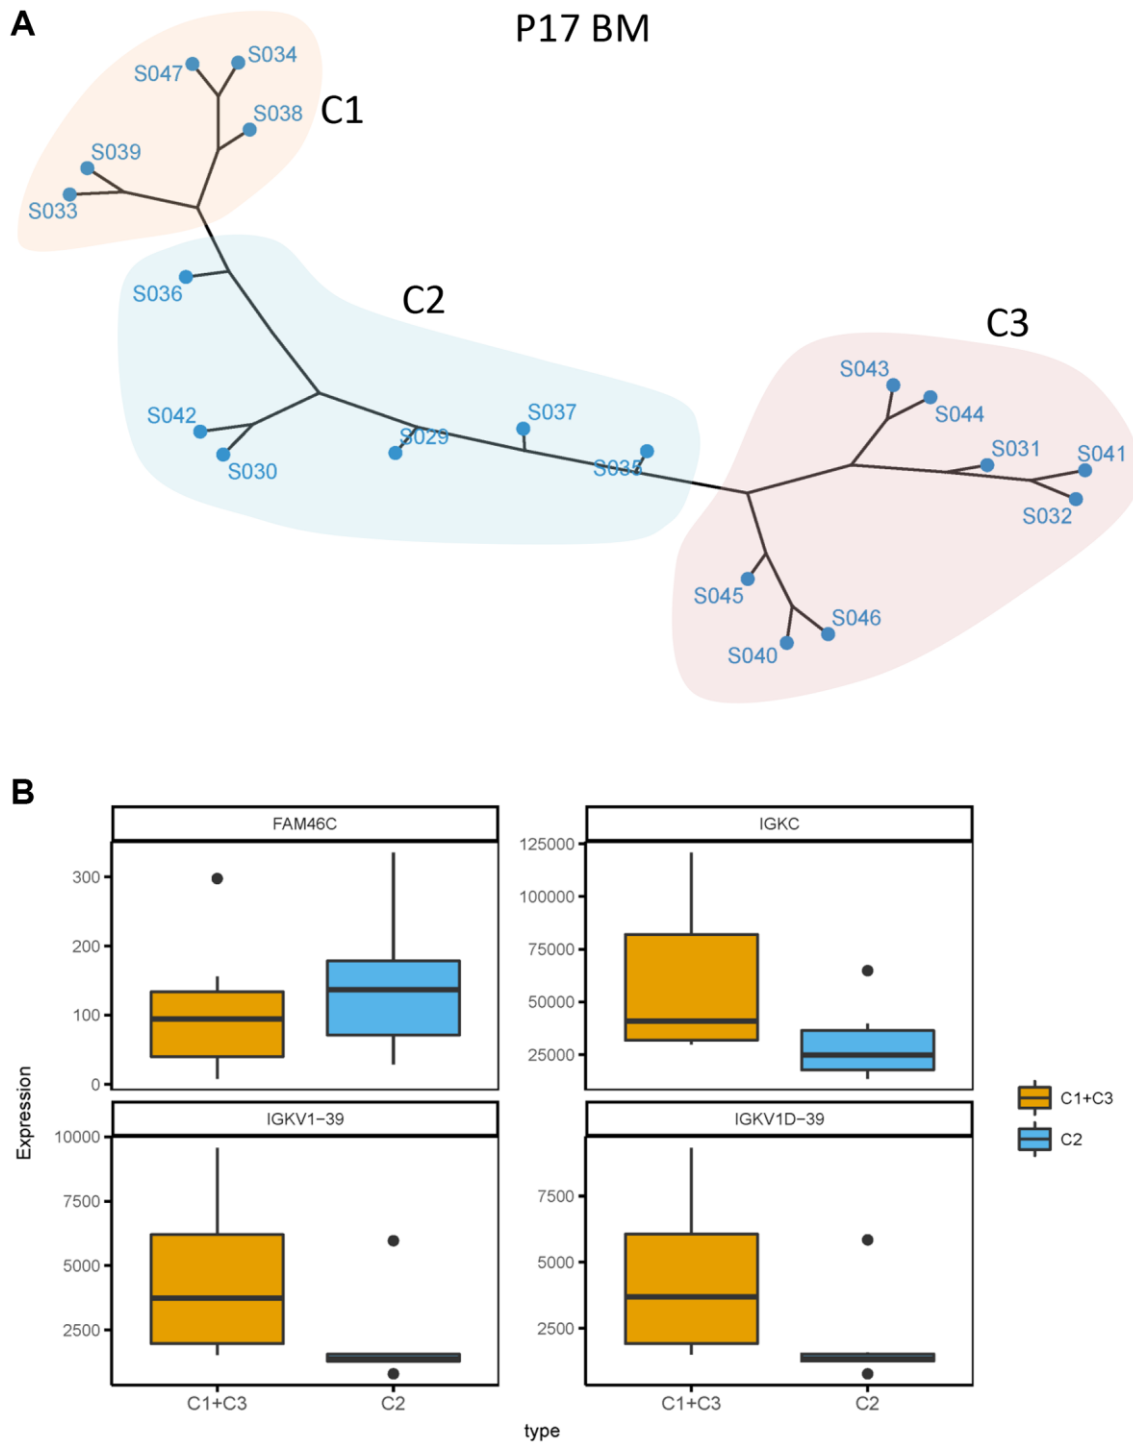 A
P17 BM
S047
S034
C1
S038
S039
S033
S036
C2
C3
S043
S044
S042
S037
S029
S031
S041
S030
S035
S032
S045
S046
S040
B
FAM46C
IGKC
300
200
100
0
125000
100000
75000
50000
25000
Expression
IGKV1−39
IGKV1D−39
10000
7500
5000
2500
7500
5000
2500
C1+C3
C2
C1+C3
C2
C1+C3
C2
type